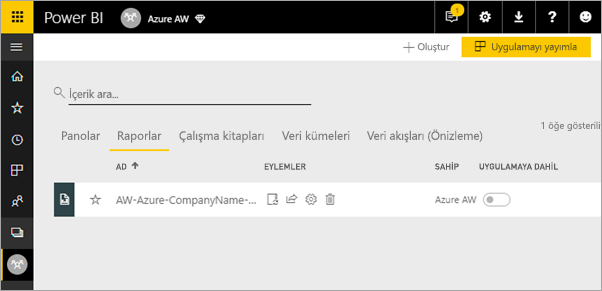 Power BI Azure AW 1
Oluştur Uygulamayı yayımla
İçerik ara...
1 öğe gösterili
Panolar Raporlar Çalışma kitapları Veri kümeleri Veri akışları (Önizleme)
AD EYLEMLER SAHİP UYGULAMAYA DAHİL
AW-Azure-CompanyName-... Azure AW